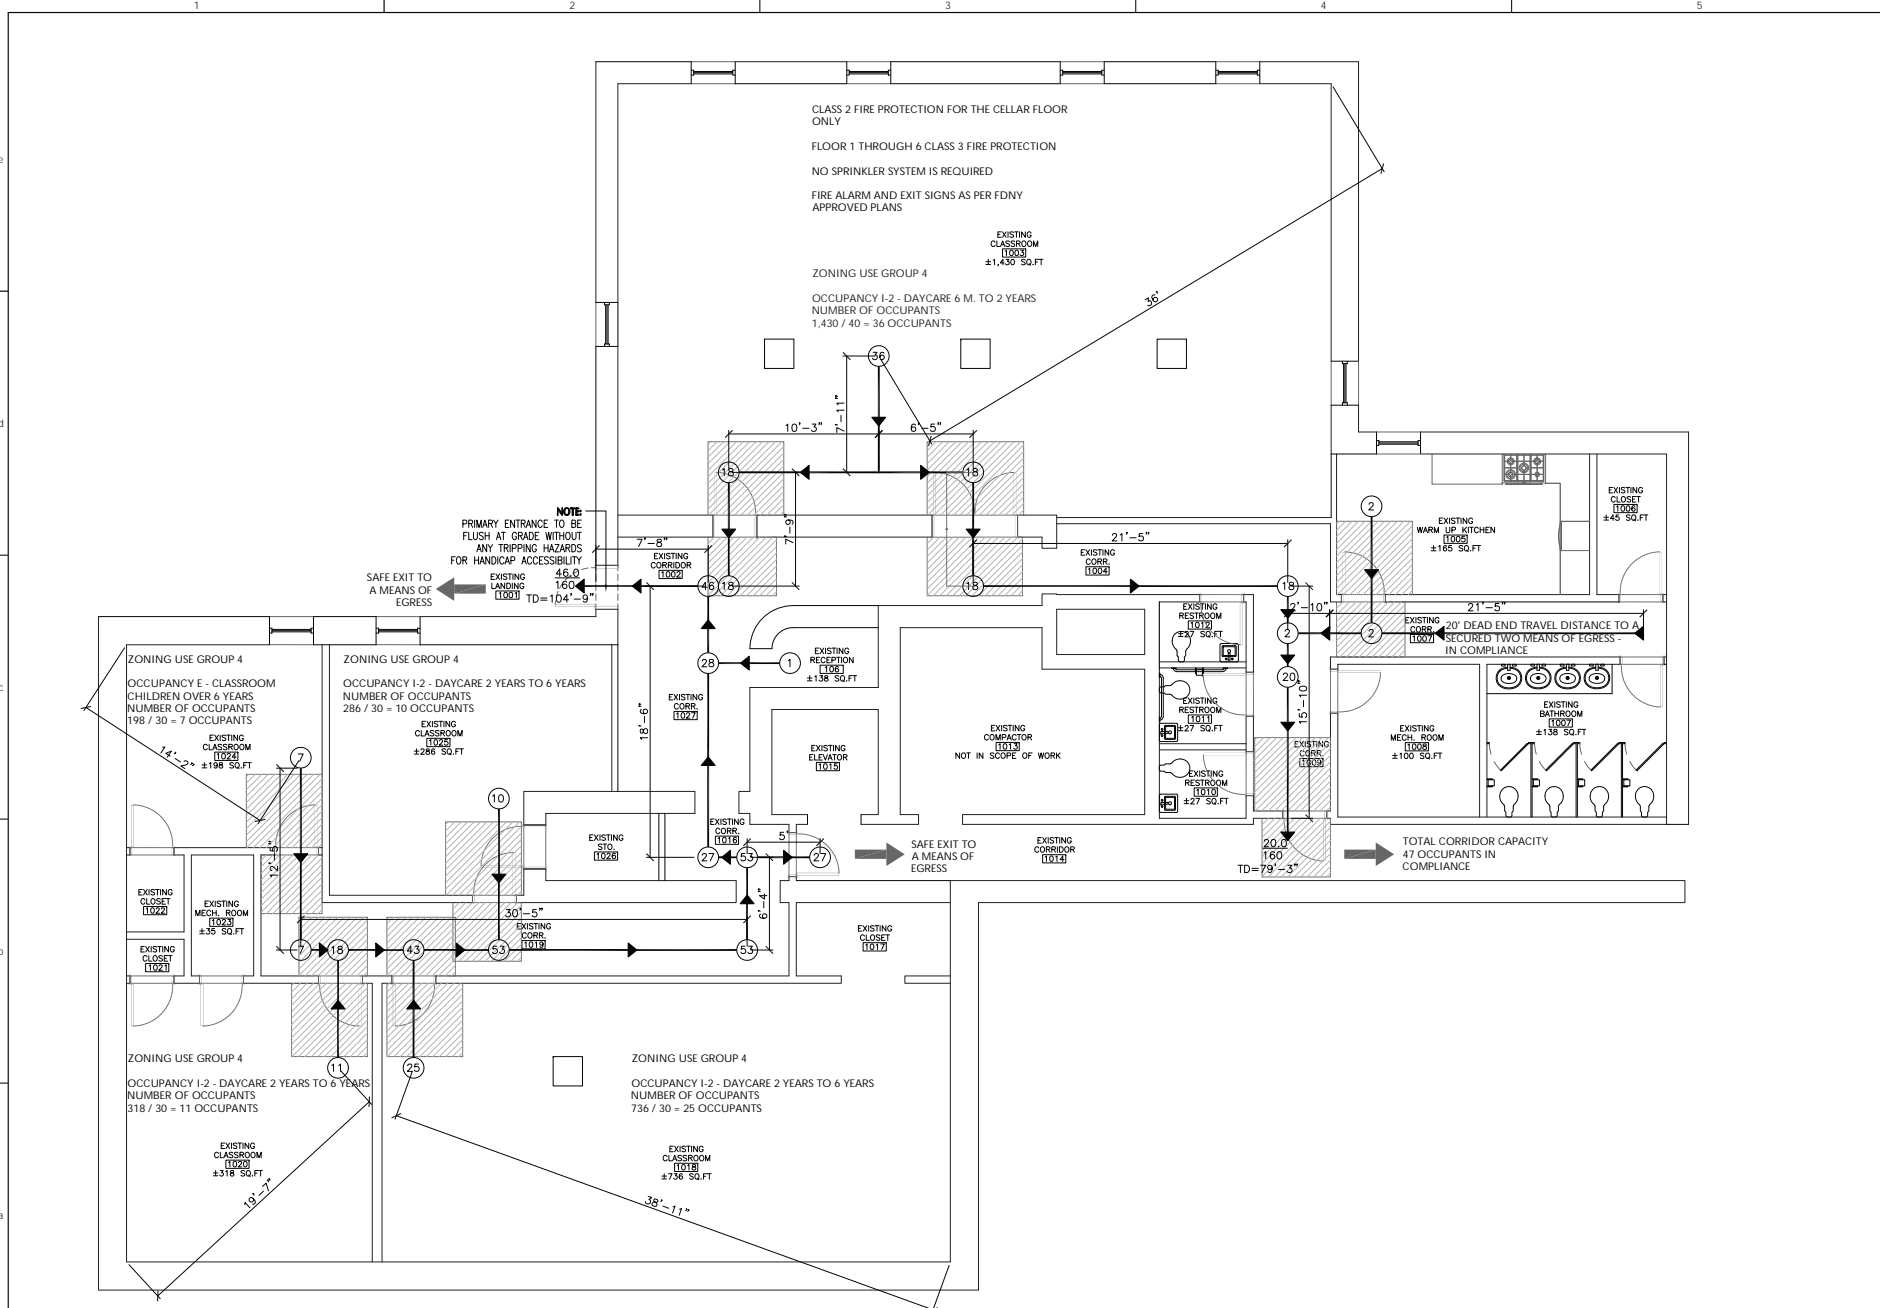 1
2
3
4
5
e
d
c
b
a
CLASS 2 FIRE PROTECTION FOR THE CELLAR FLOOR
ONLY
FLOOR 1 THROUGH 6 CLASS 3 FIRE PROTECTION
NO SPRINKLER SYSTEM IS REQUIRED
FIRE ALARM AND EXIT SIGNS AS PER FDNY
APPROVED PLANS
EXISTING
CLASSROOM
1003
±1,430 SQ.FT
ZONING USE GROUP 4
OCCUPANCY I-2 - DAYCARE 6 M. TO 2 YEARS
NUMBER OF OCCUPANTS
1,430 / 40 = 36 OCCUPANTS
36'
36
7'-11"
10'-3"
6'-5"
18
18
7'-9"
NOTE:
PRIMARY ENTRANCE TO BE
FLUSH AT GRADE WITHOUT
ANY TRIPPING HAZARDS
FOR HANDICAP ACCESSIBILITY
7'-8"
EXISTING
CORRIDOR
1002
SAFE EXIT TO
A MEANS OF
EGRESS
EXISTING
LANDING
1001
46.0
160
TD=104'-9"
46
18
18
21'-5"
EXISTING
CORR.
1004
18
2
EXISTING
WARM UP KITCHEN
1005
±165 SQ.FT
EXISTING
CLOSET
1006
±45 SQ.FT
2'-10"
21'-5"
2
2
EXISTING
CORR.
1007
20' DEAD END TRAVEL DISTANCE TO A
SECURED TWO MEANS OF EGRESS -
IN COMPLIANCE
20
15'-10"
EXISTING
RESTROOM
1012
±27 SQ.FT
EXISTING
RESTROOM
1011
±27 SQ.FT
EXISTING
RESTROOM
1010
±27 SQ.FT
EXISTING
CORR.
1009
EXISTING
MECH. ROOM
1008
±100 SQ.FT
EXISTING
BATHROOM
1007
±138 SQ.FT
28
1
EXISTING
RECEPTION
106
±138 SQ.FT
EXISTING
CORR.
1027
18'-6"
EXISTING
ELEVATOR
1015
EXISTING
COMPACTOR
1013
NOT IN SCOPE OF WORK
ZONING USE GROUP 4
OCCUPANCY E - CLASSROOM
CHILDREN OVER 6 YEARS
NUMBER OF OCCUPANTS
198 / 30 = 7 OCCUPANTS
EXISTING
CLASSROOM
1024
±198 SQ.FT
14'-2"
7
12'-5"
ZONING USE GROUP 4
OCCUPANCY I-2 - DAYCARE 2 YEARS TO 6 YEARS
NUMBER OF OCCUPANTS
286 / 30 = 10 OCCUPANTS
EXISTING
CLASSROOM
1025
±286 SQ.FT
10
EXISTING
STO.
1026
EXISTING
CORR.
1016
5'
27
53
27
SAFE EXIT TO
A MEANS OF
EGRESS
EXISTING
CORRIDOR
1014
20.0
160
TD=79'-3"
TOTAL CORRIDOR CAPACITY
47 OCCUPANTS IN
COMPLIANCE
EXISTING
CLOSET
1022
EXISTING
MECH. ROOM
1023
±35 SQ.FT
EXISTING
CLOSET
1021
30'-5"
6'-4"
7
18
43
53
EXISTING
CORR.
1019
53
EXISTING
CLOSET
1017
11
25
ZONING USE GROUP 4
OCCUPANCY I-2 - DAYCARE 2 YEARS TO 6 YEARS
NUMBER OF OCCUPANTS
318 / 30 = 11 OCCUPANTS
EXISTING
CLASSROOM
1020
±318 SQ.FT
19'-7"
ZONING USE GROUP 4
OCCUPANCY I-2 - DAYCARE 2 YEARS TO 6 YEARS
NUMBER OF OCCUPANTS
736 / 30 = 25 OCCUPANTS
EXISTING
CLASSROOM
1018
±736 SQ.FT
38'-11"